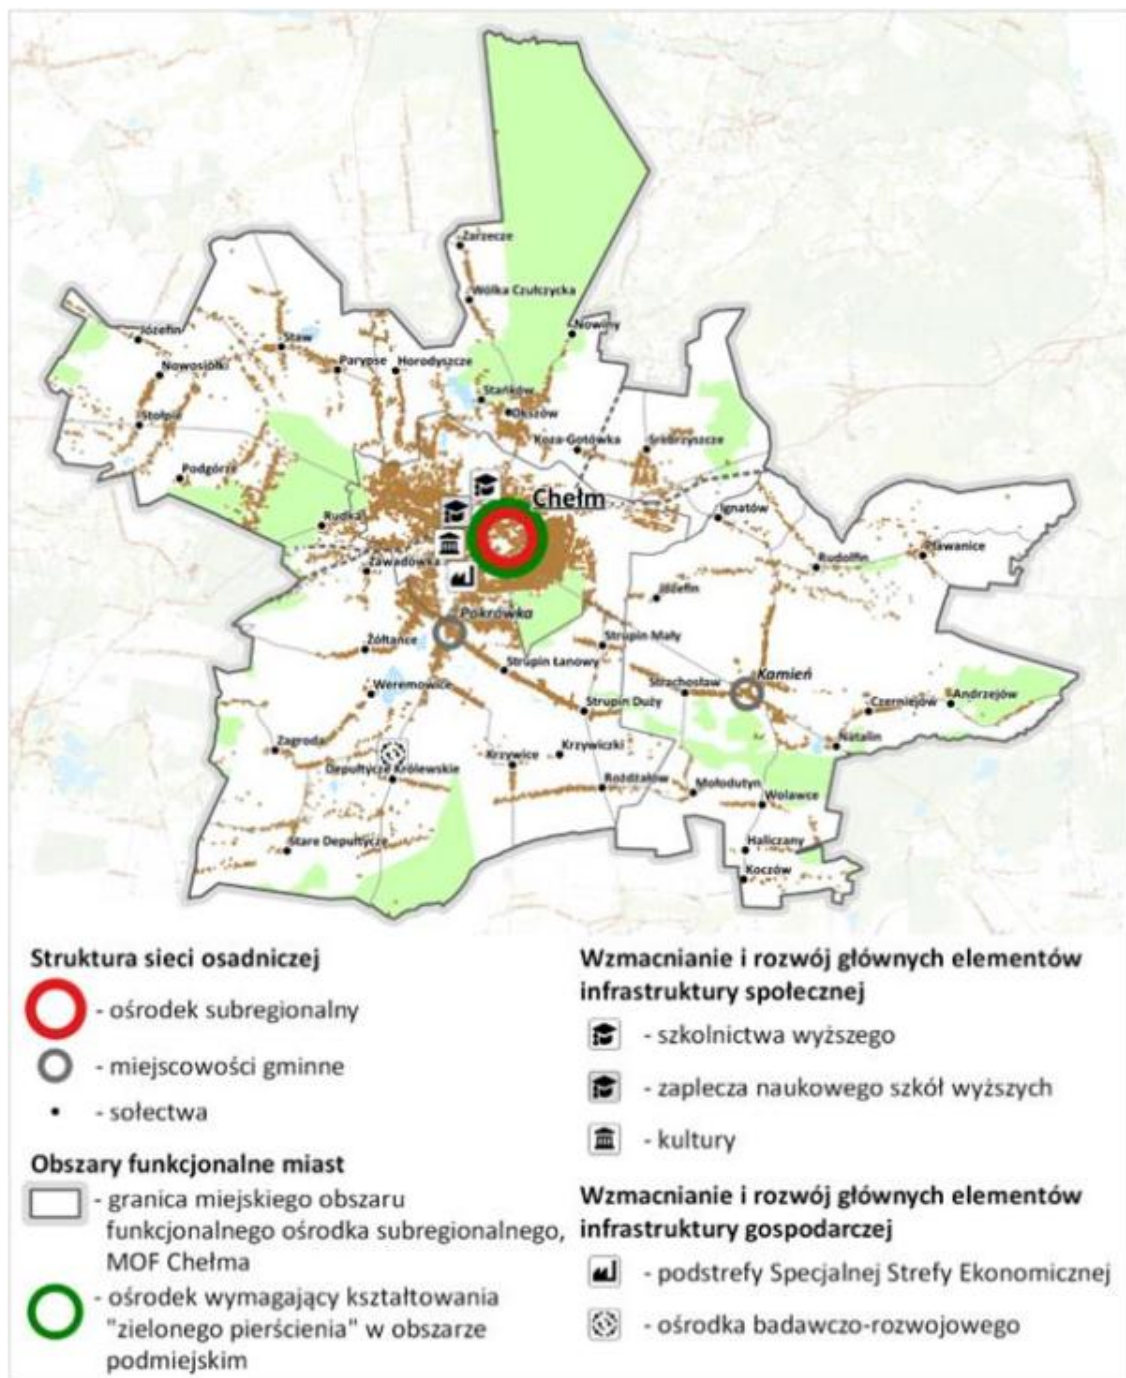 Zarzecze
Wólka Czułczycka
Nowiny
Józefin
Staw
Nowosiółki
Parypse
Horodyszcze
Stańków
Stołpie
Okszów
Koza-Gotówka
Srebrzyszcze
Podgórze
Chełm
Rudka
Ignatów
Pławanice
Zawadówka
Rudolfin
Józefin
Pokrówka
Żółtańce
Strupin Mały
Strupin Łanowy
Kamień
Weremowice
Strachosław
Strupin Duży
Czerniejów
Andrzejów
Zagroda
Krzywice
Krzywiczki
Natalin
Depułtycze Królewskie
Rożdżałów
Mołodutyn
Wolawce
Stare Depułtycze
Haliczany
Koczów
Struktura sieci osadniczej
- ośrodek subregionalny
- miejscowości gminne
- sołectwa
Obszary funkcjonalne miast
- granica miejskiego obszaru
funkcjonalnego ośrodka subregionalnego,
MOF Chełma
- ośrodek wymagający kształtowania
"zielonego pierścienia" w obszarze
podmiejskim
Wzmacnianie i rozwój głównych elementów
infrastruktury społecznej
- szkolnictwa wyższego
- zaplecza naukowego szkół wyższych
- kultury
Wzmacnianie i rozwój głównych elementów
infrastruktury gospodarczej
- podstrefy Specjalnej Strefy Ekonomicznej
- ośrodka badawczo-rozwojowego